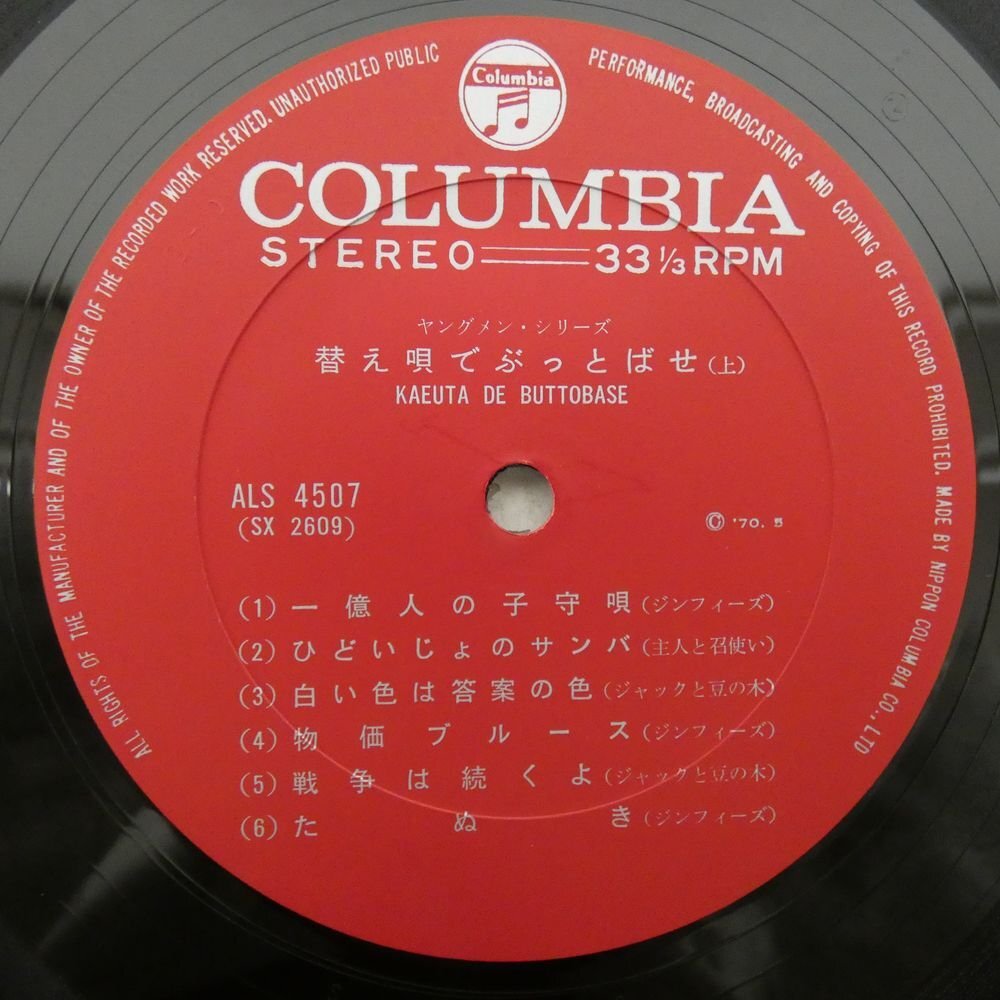 ALL RIGHTS OF THE MANUFACTURER AND OF THE OWNER OF THE RECORDED WORK RESERVED. UNAUTHORIZED PUBLIC PERFORMANCE, BROADCASTING AND COPYING OF THIS RECORD PROHIBITED. MADE BY NIPPON COLUMBIA CO., LTD
Columbia
COLUMBIA
STEREO 33 1/3 RPM
ヤングメン・シリーズ
替え唄でぶっとばせ(上)
KAEUTA DE BUTTOBASE
ALS 4507
(SX 2609)
© '70. 5
(1) 一億人の子守唄(ジンフィーズ)
(2) ひどいじょのサンバ(主人と召使い)
(3) 白い色は答案の色(ジャックと豆の木)
(4) 物価ブルース(ジンフィーズ)
(5) 戦争は続くよ(ジャックと豆の木)
(6) たぬき(ジンフィーズ)